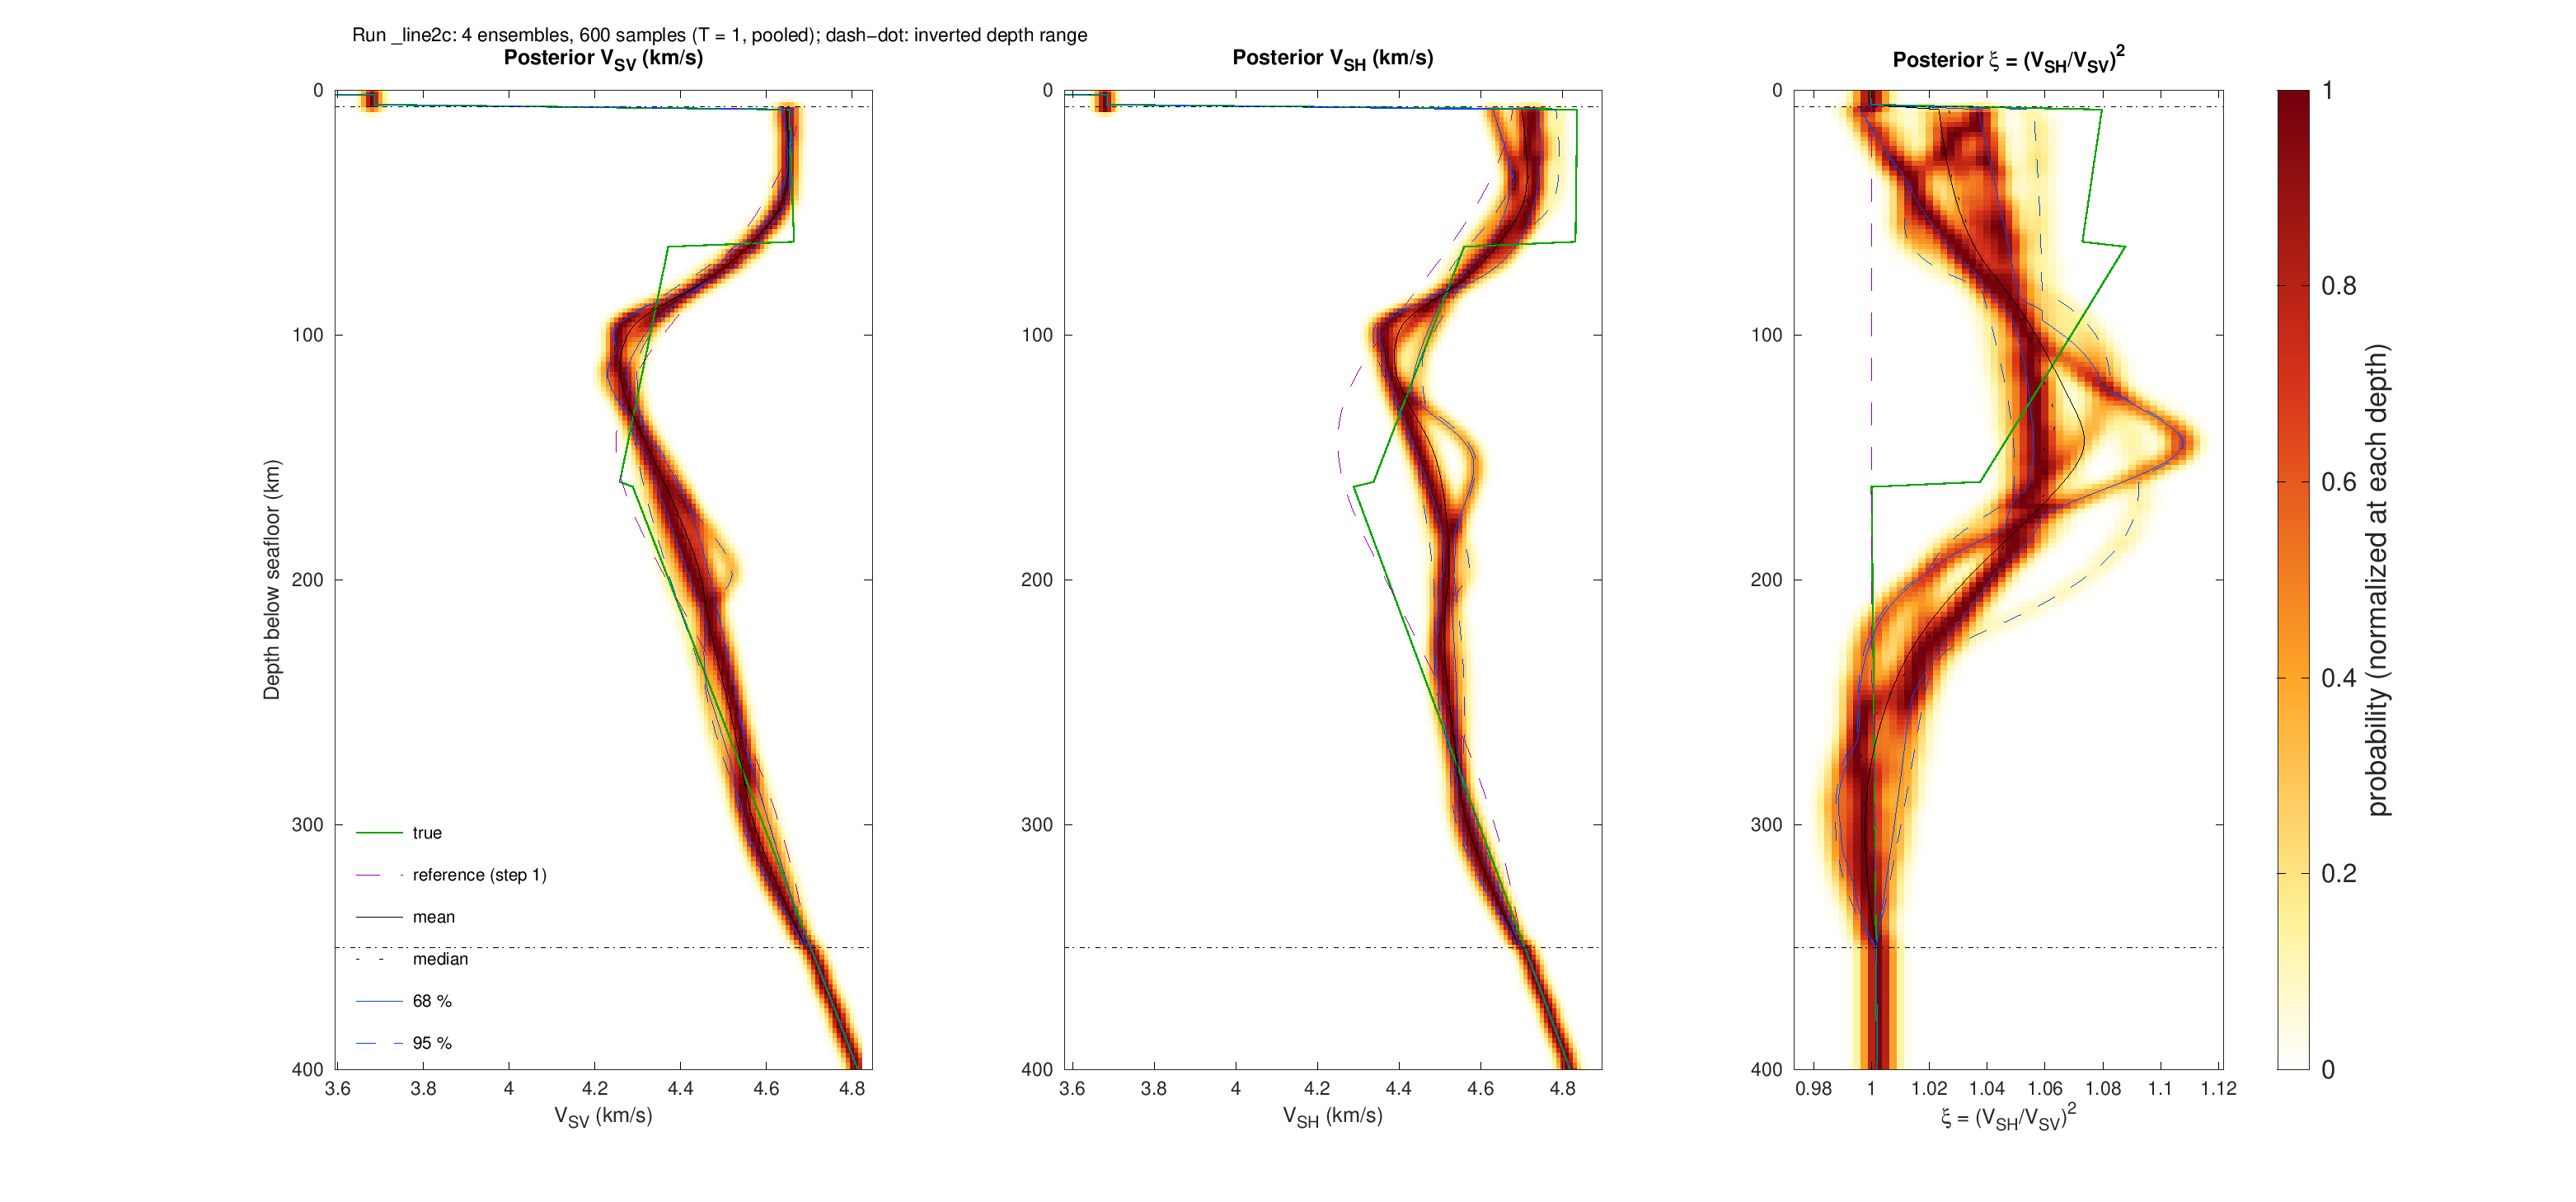 Run _line2c: 4 ensembles, 600 samples (T = 1, pooled); dash−dot: inverted depth range
Posterior V_SV (km/s)
Posterior V_SH (km/s)
Posterior ξ = (V_SH/V_SV)^2
0
100
200
300
400
Depth below seafloor (km)
true
reference (step 1)
mean
median
68 %
95 %
3.6 3.8 4 4.2 4.4 4.6 4.8
V_SV (km/s)
0
100
200
300
400
3.6 3.8 4 4.2 4.4 4.6 4.8
V_SH (km/s)
0
100
200
300
400
0.98 1 1.02 1.04 1.06 1.08 1.1 1.12
ξ = (V_SH/V_SV)^2
1
0.8
0.6
0.4
0.2
0
probability (normalized at each depth)